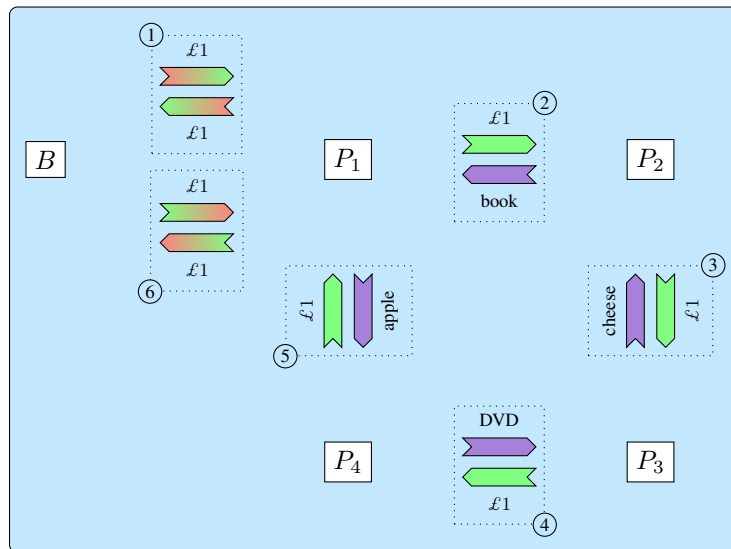 1
£1
£1
B
P₁
2
£1
book
P₂
£1
£1
6
£1
apple
5
cheese
£1
3
P₄
DVD
£1
4
P₃